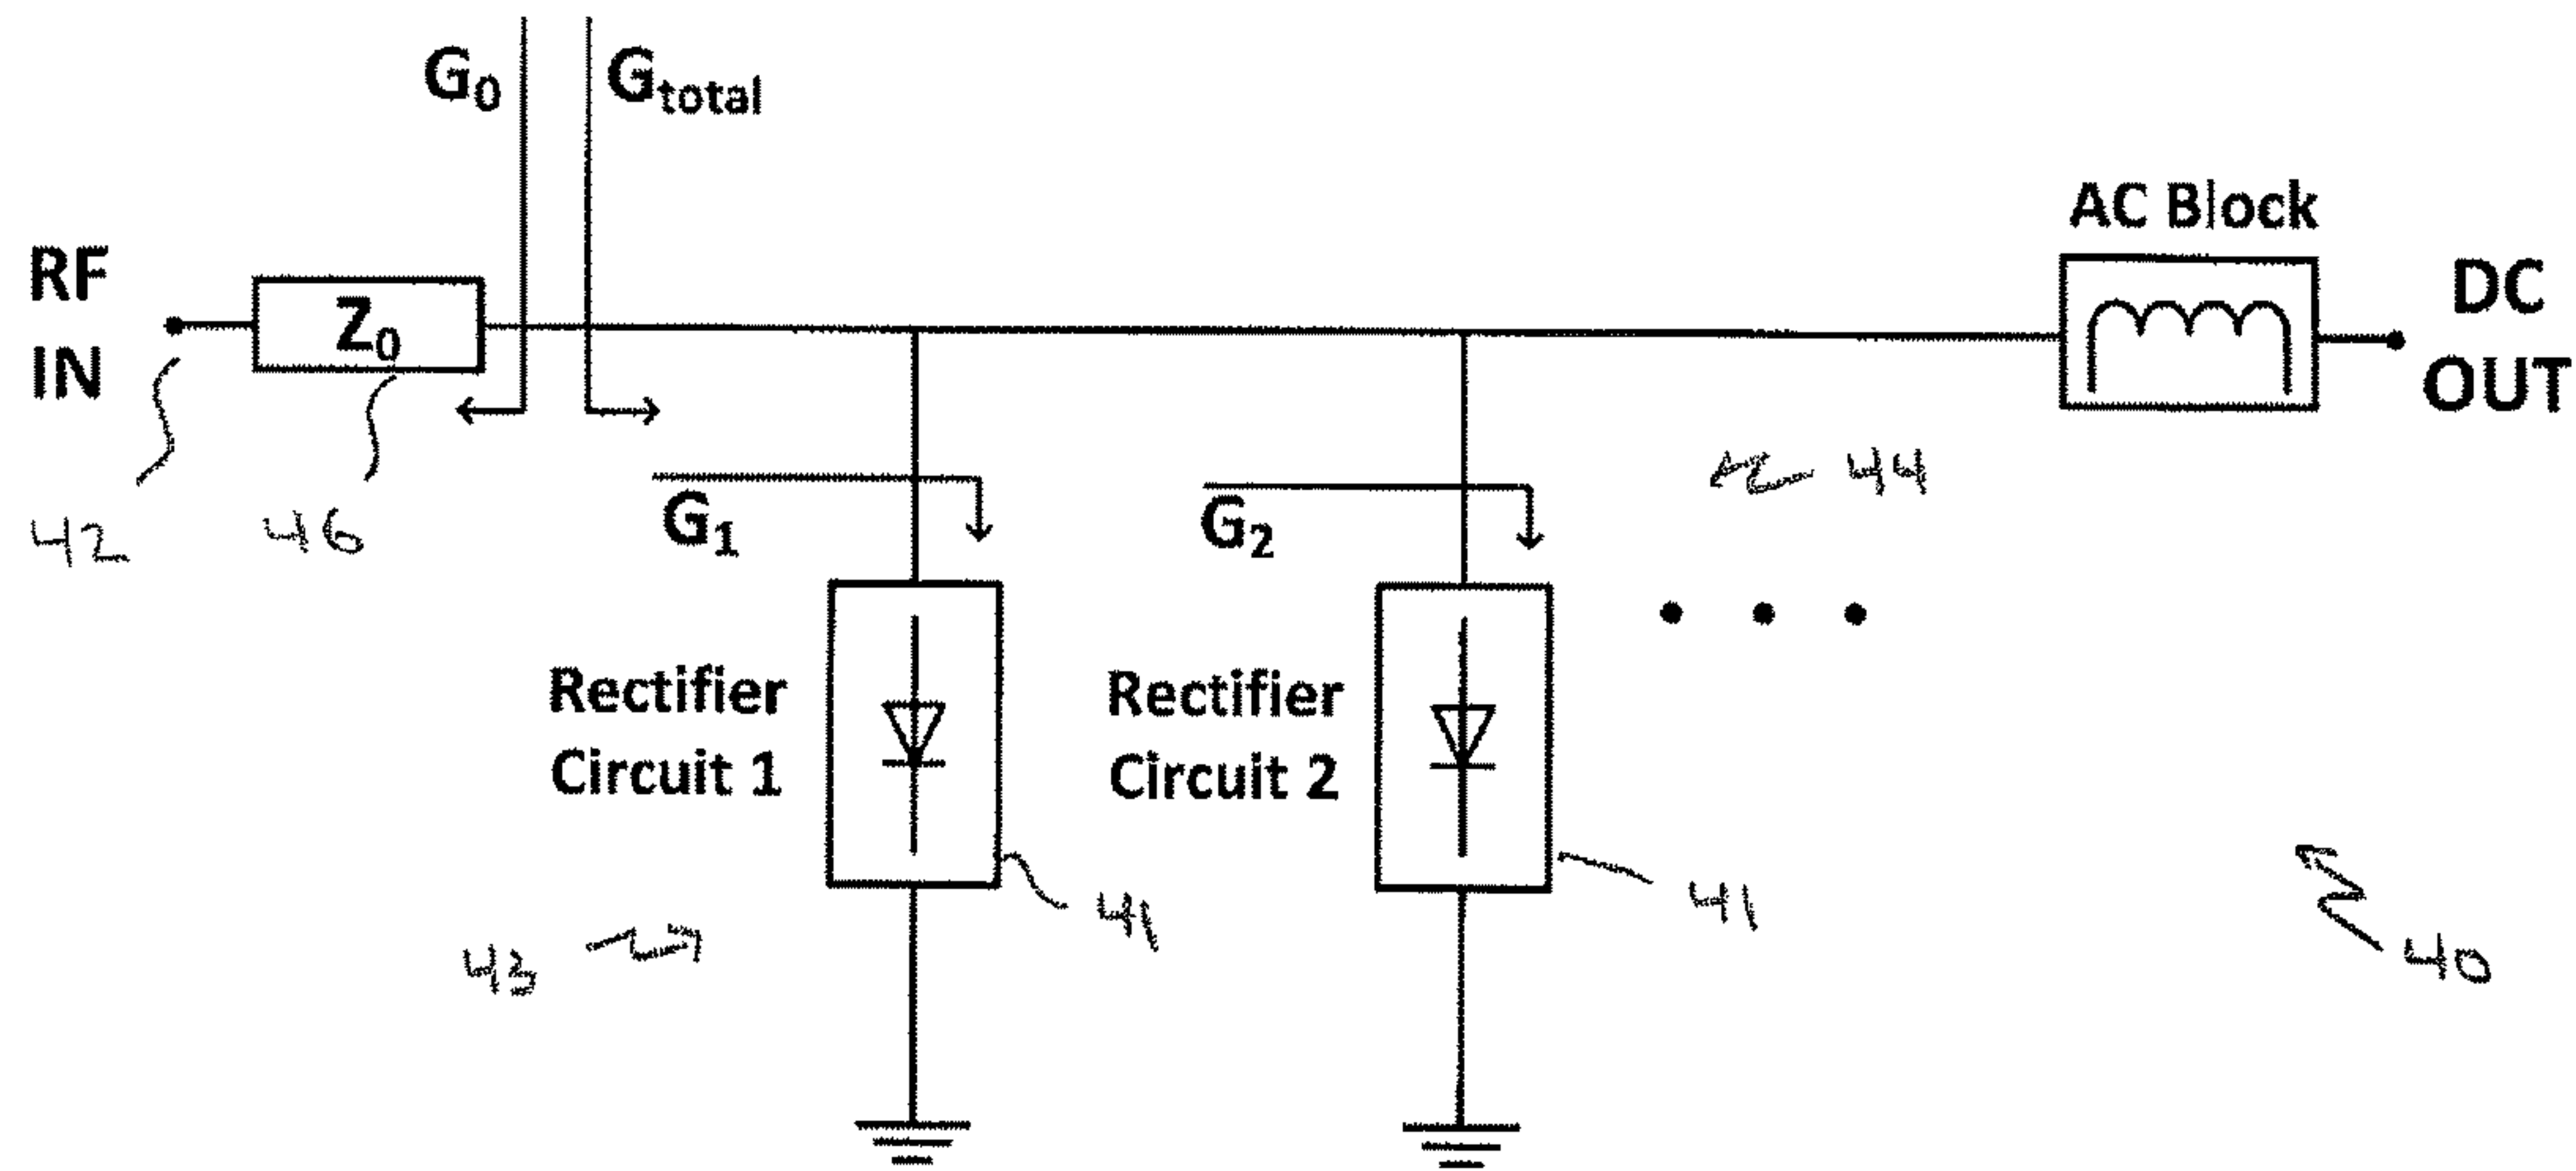 G0
Gtotal
RF
IN
Z0
AC Block
DC
OUT
42
46
G1
G2
44
Rectifier
Circuit 1
Rectifier
Circuit 2
43
41
41
40